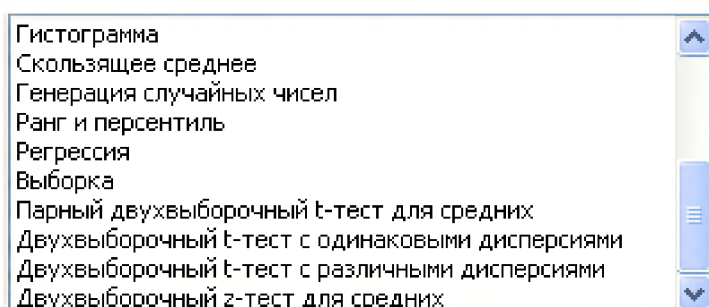 Гистограмма
Скользящее среднее
Генерация случайных чисел
Ранг и персентиль
Регрессия
Выборка
Парный двухвыборочный t-тест для средних
Двухвыборочный t-тест с одинаковыми дисперсиями
Двухвыборочный t-тест с различными дисперсиями
Двухвыборочный z-тест для средних